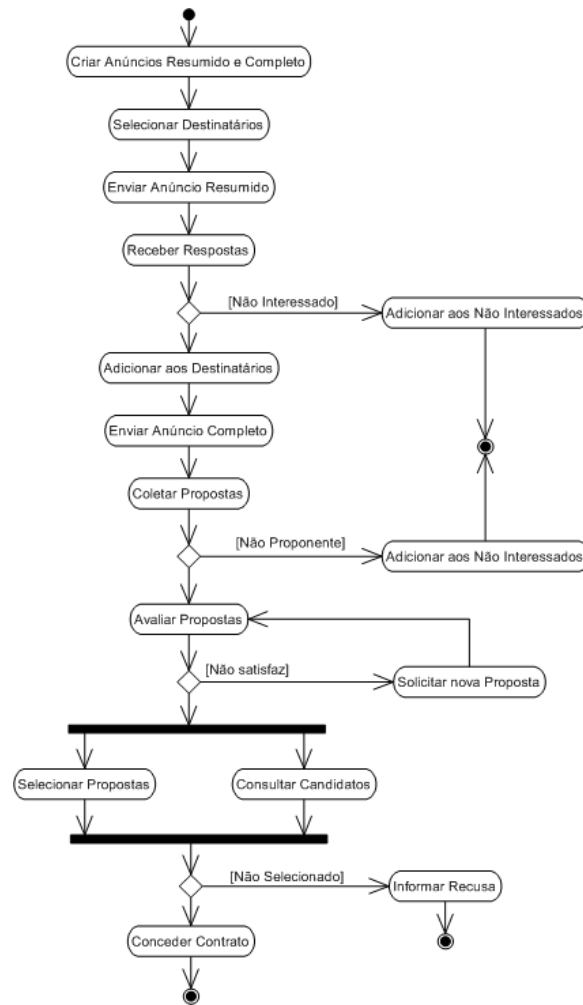 Criar Anúncios Resumido e Completo
Selecionar Destinatários
Enviar Anúncio Resumido
Receber Respostas
[Não Interessado]
Adicionar aos Não Interessados
Adicionar aos Destinatários
Enviar Anúncio Completo
Coletar Propostas
[Não Proponente]
Adicionar aos Não Interessados
Avaliar Propostas
[Não satisfaz]
Solicitar nova Proposta
Selecionar Propostas
Consultar Candidatos
[Não Selecionado]
Informar Recusa
Conceder Contrato